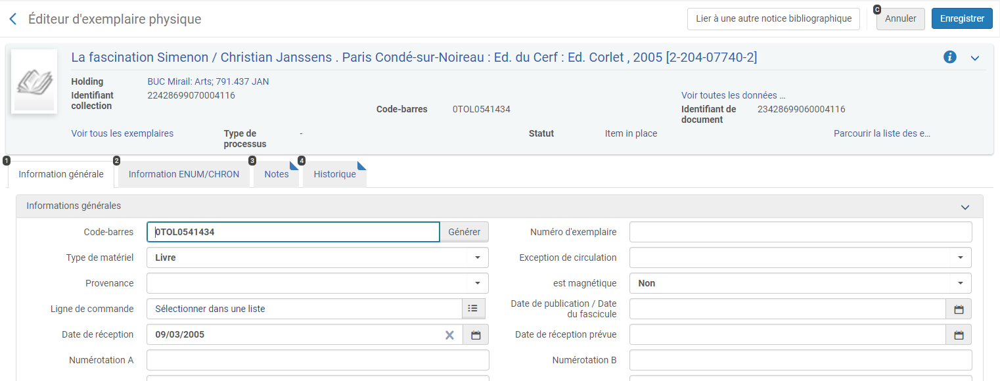 Éditeur d'exemplaire physique
Lier à une autre notice bibliographique
C
Annuler
Enregistrer
La fascination Simenon / Christian Janssens . Paris Condé-sur-Noireau : Ed. du Cerf : Ed. Corlet , 2005 [2-204-07740-2]
Holding BUC Mirail: Arts; 791.437 JAN
Identifiant collection 22428699070004116
Code-barres 0TOL0541434
Voir toutes les données ...
Identifiant de document 23428699060004116
Voir tous les exemplaires
Type de processus -
Statut Item in place
Parcourir la liste des e...
1 Information générale
2 Information ENUM/CHRON
3 Notes
4 Historique
Informations générales
Code-barres 0TOL0541434 Générer
Numéro d'exemplaire
Type de matériel Livre
Exception de circulation
Provenance
est magnétique Non
Ligne de commande Sélectionner dans une liste
Date de publication / Date
du fascicule
Date de réception 09/03/2005
Date de réception prévue
Numérotation A
Numérotation B